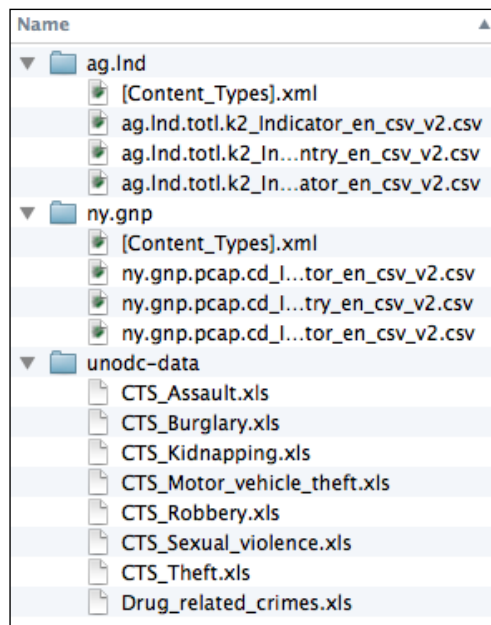 Name
ag.lnd
[Content_Types].xml
ag.lnd.totl.k2_Indicator_en_csv_v2.csv
ag.lnd.totl.k2_In...ntry_en_csv_v2.csv
ag.lnd.totl.k2_In...ator_en_csv_v2.csv
ny.gnp
[Content_Types].xml
ny.gnp.pcap.cd_I...tor_en_csv_v2.csv
ny.gnp.pcap.cd_I...try_en_csv_v2.csv
ny.gnp.pcap.cd_I...tor_en_csv_v2.csv
unodc-data
CTS_Assault.xls
CTS_Burglary.xls
CTS_Kidnapping.xls
CTS_Motor_vehicle_theft.xls
CTS_Robbery.xls
CTS_Sexual_violence.xls
CTS_Theft.xls
Drug_related_crimes.xls